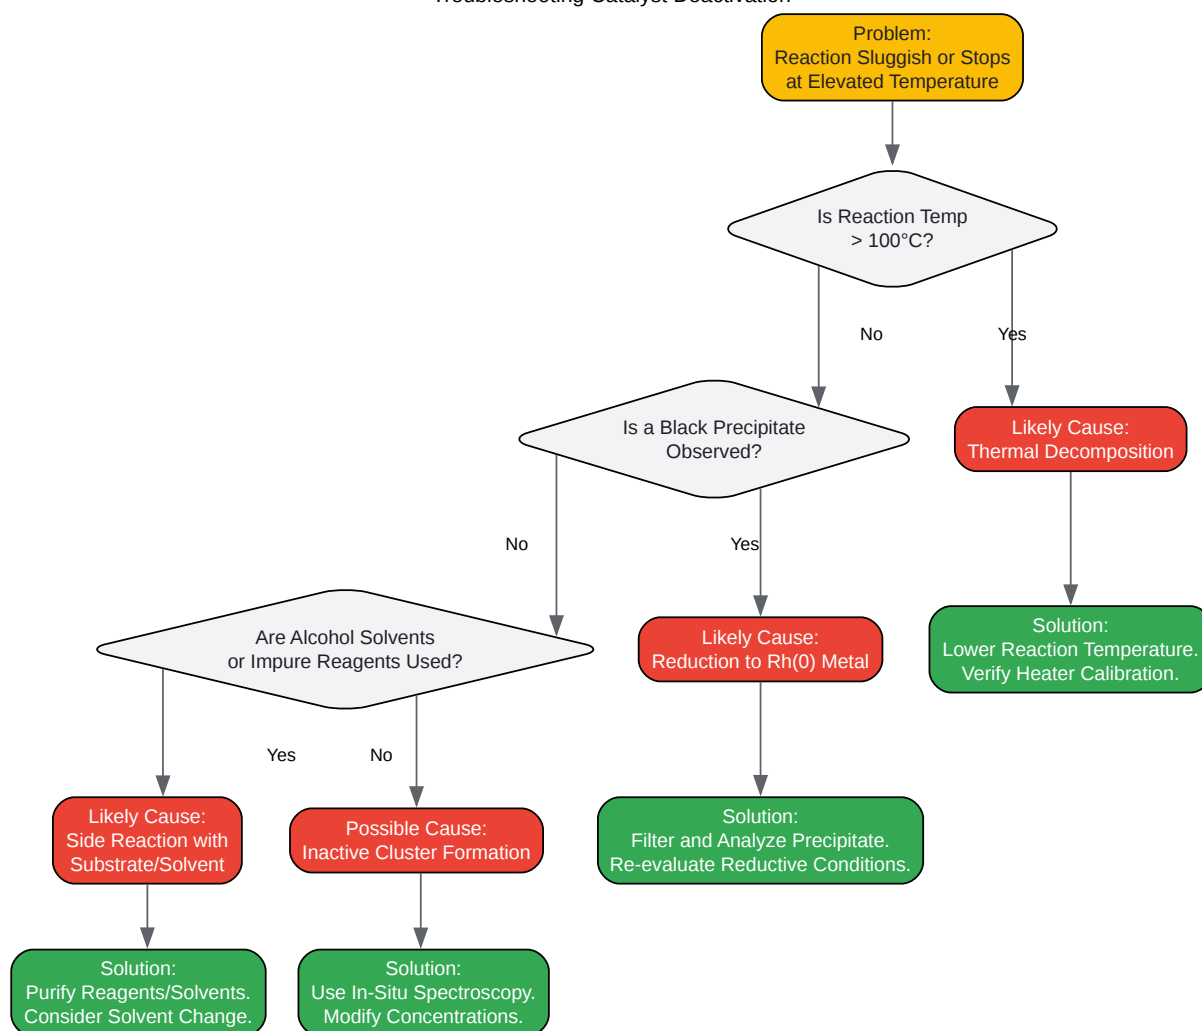 Troubleshooting Catalyst Deactivation
Problem:
Reaction Sluggish or Stops
at Elevated Temperature
Is Reaction Temp
> 100°C?
No
Yes
Is a Black Precipitate
Observed?
Likely Cause:
Thermal Decomposition
No
Yes
Are Alcohol Solvents
or Impure Reagents Used?
Likely Cause:
Reduction to Rh(0) Metal
Solution:
Lower Reaction Temperature.
Verify Heater Calibration.
Yes
No
Likely Cause:
Side Reaction with
Substrate/Solvent
Possible Cause:
Inactive Cluster Formation
Solution:
Filter and Analyze Precipitate.
Re-evaluate Reductive Conditions.
Solution:
Purify Reagents/Solvents.
Consider Solvent Change.
Solution:
Use In-Situ Spectroscopy.
Modify Concentrations.